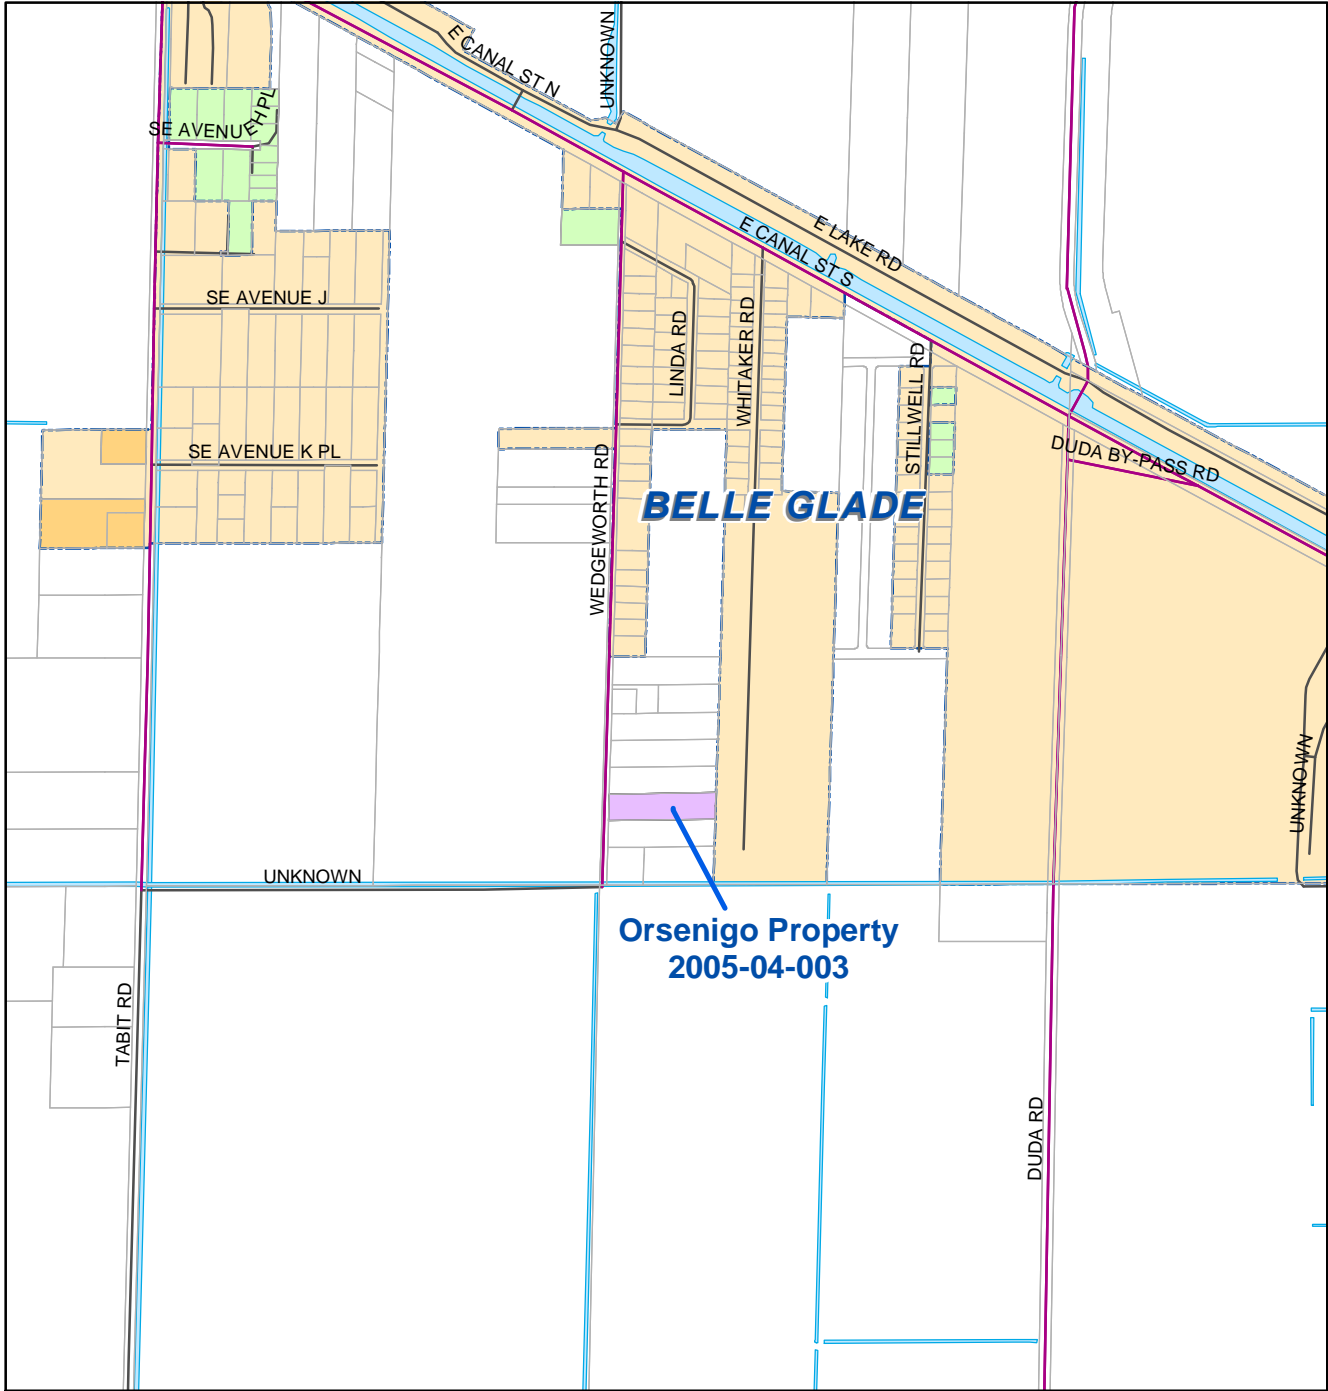 E CANAL ST N
UNKNOWN
SE AVENUE H PL
E LAKE RD
E CANAL ST S
SE AVENUE J
LINDA RD
WHITAKER RD
STILLWELL RD
SE AVENUE K PL
DUDA BY-PASS RD
WEDGEWORTH RD
BELLE GLADE
UNKNOWN
UNKNOWN
Orsenigo Property
2005-04-003
TABIT RD
DUDA RD